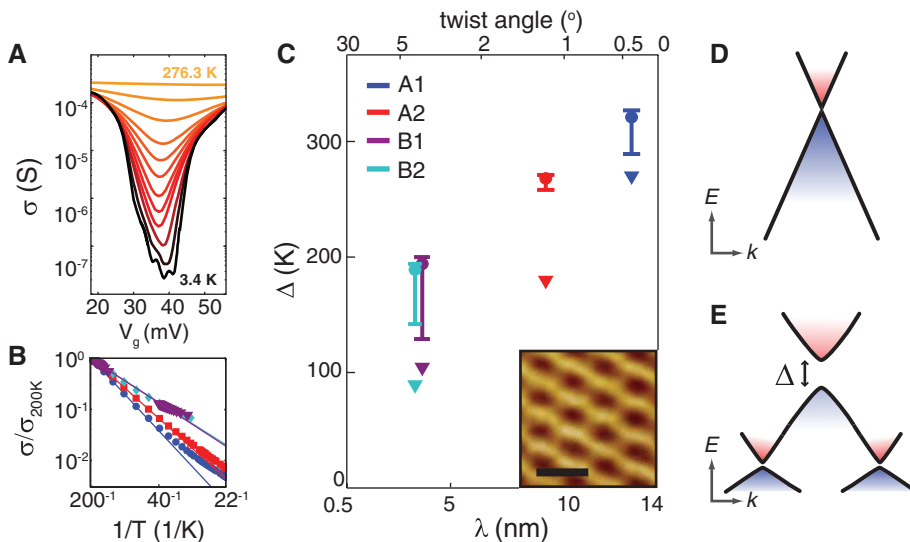 A
276.3 K
10⁻⁴
10⁻⁵
10⁻⁶
10⁻⁷
σ (S)
3.4 K
20 30 40 50
V_g (mV)
B
10⁰
10⁻¹
10⁻²
σ/σ_200K
200⁻¹ 40⁻¹ 22⁻¹
1/T (1/K)
C
twist angle (°)
30 5 2 1 0.5 0
A1
A2
B1
B2
300
200
100
0
Δ (K)
0.5 5 10 14
λ (nm)
D
E
k
E
Δ
E
k